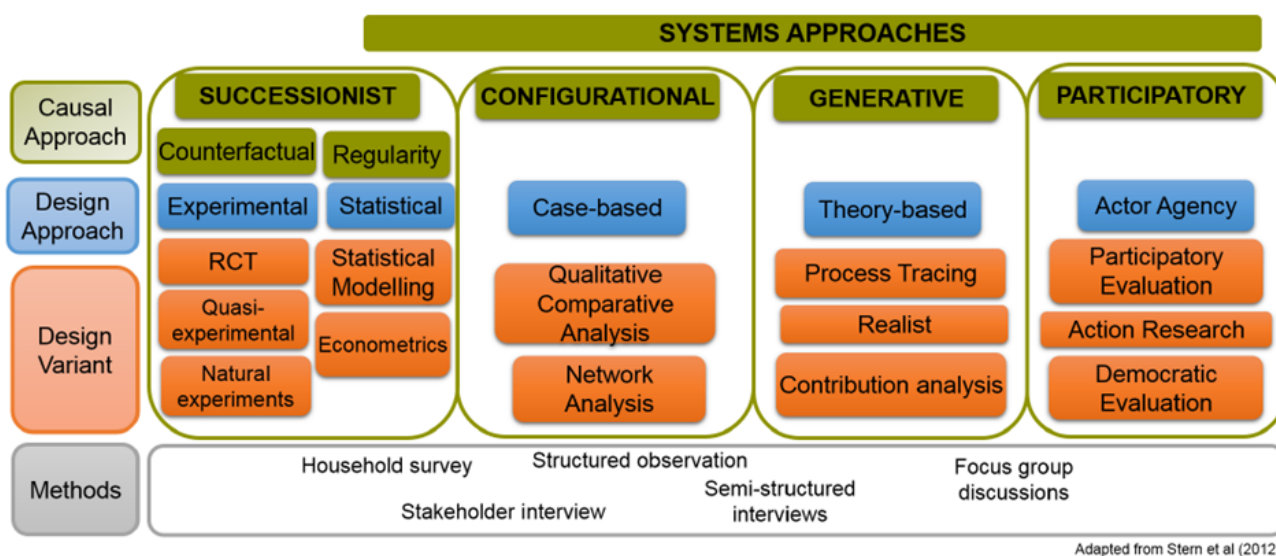 SYSTEMS APPROACHES
Causal
Approach
SUCCESSIONIST
CONFIGURATIONAL
GENERATIVE
PARTICIPATORY
Counterfactual
Regularity
Design
Approach
Experimental
Statistical
Case-based
Theory-based
Actor Agency
Design
Variant
RCT
Quasi-
experimental
Natural
experiments
Statistical
Modelling
Econometrics
Qualitative
Comparative
Analysis
Network
Analysis
Process Tracing
Realist
Contribution analysis
Participatory
Evaluation
Action Research
Democratic
Evaluation
Methods
Household survey
Structured observation
Focus group
discussions
Stakeholder interview
Semi-structured
interviews
Adapted from Stern et al (2012